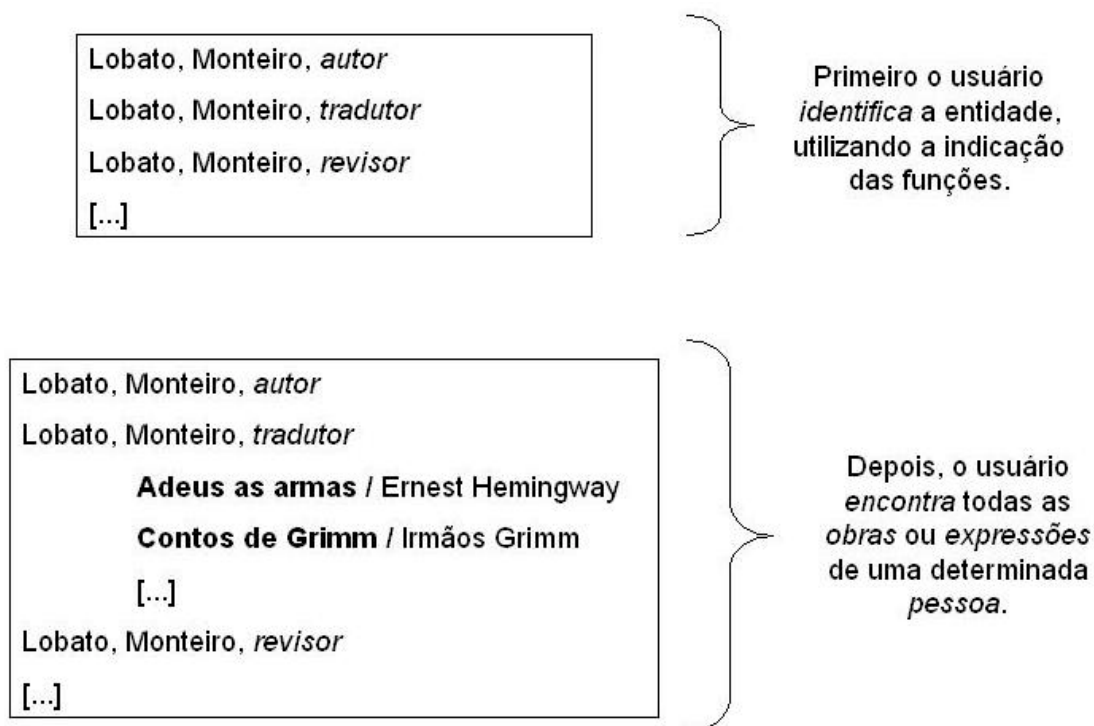 Lobato, Monteiro, autor
Lobato, Monteiro, tradutor
Lobato, Monteiro, revisor
[...]
Primeiro o usuário
identifica a entidade,
utilizando a indicação
das funções.
Lobato, Monteiro, autor
Lobato, Monteiro, tradutor
Adeus as armas / Ernest Hemingway
Contos de Grimm / Irmãos Grimm
[...]
Lobato, Monteiro, revisor
[...]
Depois, o usuário
encontra todas as
obras ou expressões
de uma determinada
pessoa.